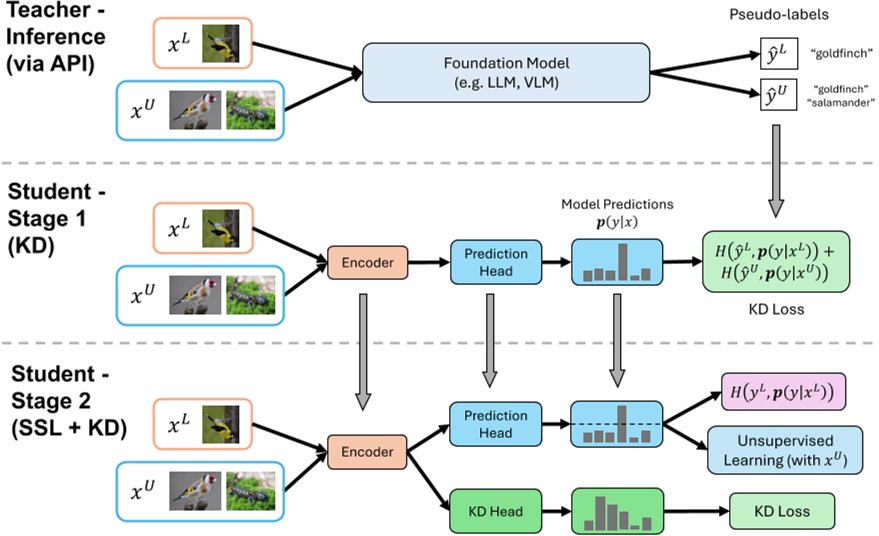 Teacher -
Inference
(via API)
x^L
x^U
Foundation Model
(e.g. LLM, VLM)
Pseudo-labels
ŷ^L
"goldfinch"
ŷ^U
"goldfinch"
"salamander"
Student -
Stage 1
(KD)
x^L
x^U
Encoder
Prediction
Head
Model Predictions
p(y|x)
H(ŷ^L, p(y|x^L)) +
H(ŷ^U, p(y|x^U))
KD Loss
Student -
Stage 2
(SSL + KD)
x^L
x^U
Encoder
Prediction
Head
H(y^L, p(y|x^L))
Unsupervised
Learning (with x^U)
KD Head
KD Loss